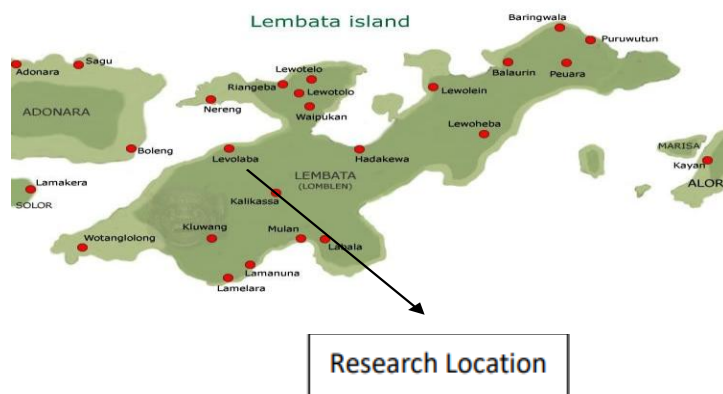 Lembata island
Baringwala
Puruwutun
Adonara
Sagu
Lewotelo
Riangeba
Lewotolo
Balaurin
Peuara
Lewolein
ADONARA
Nereng
Waipukan
Lewoheba
Boleng
Levolaba
Hadakewa
MARISA
Kayan
LEMBATA
(LOMBLEN)
ALOR
Lamakera
SOLOR
Kalikassa
Wotanglolong
Kluwang
Mulan
Labala
Lamanuna
Lamelara
Research Location